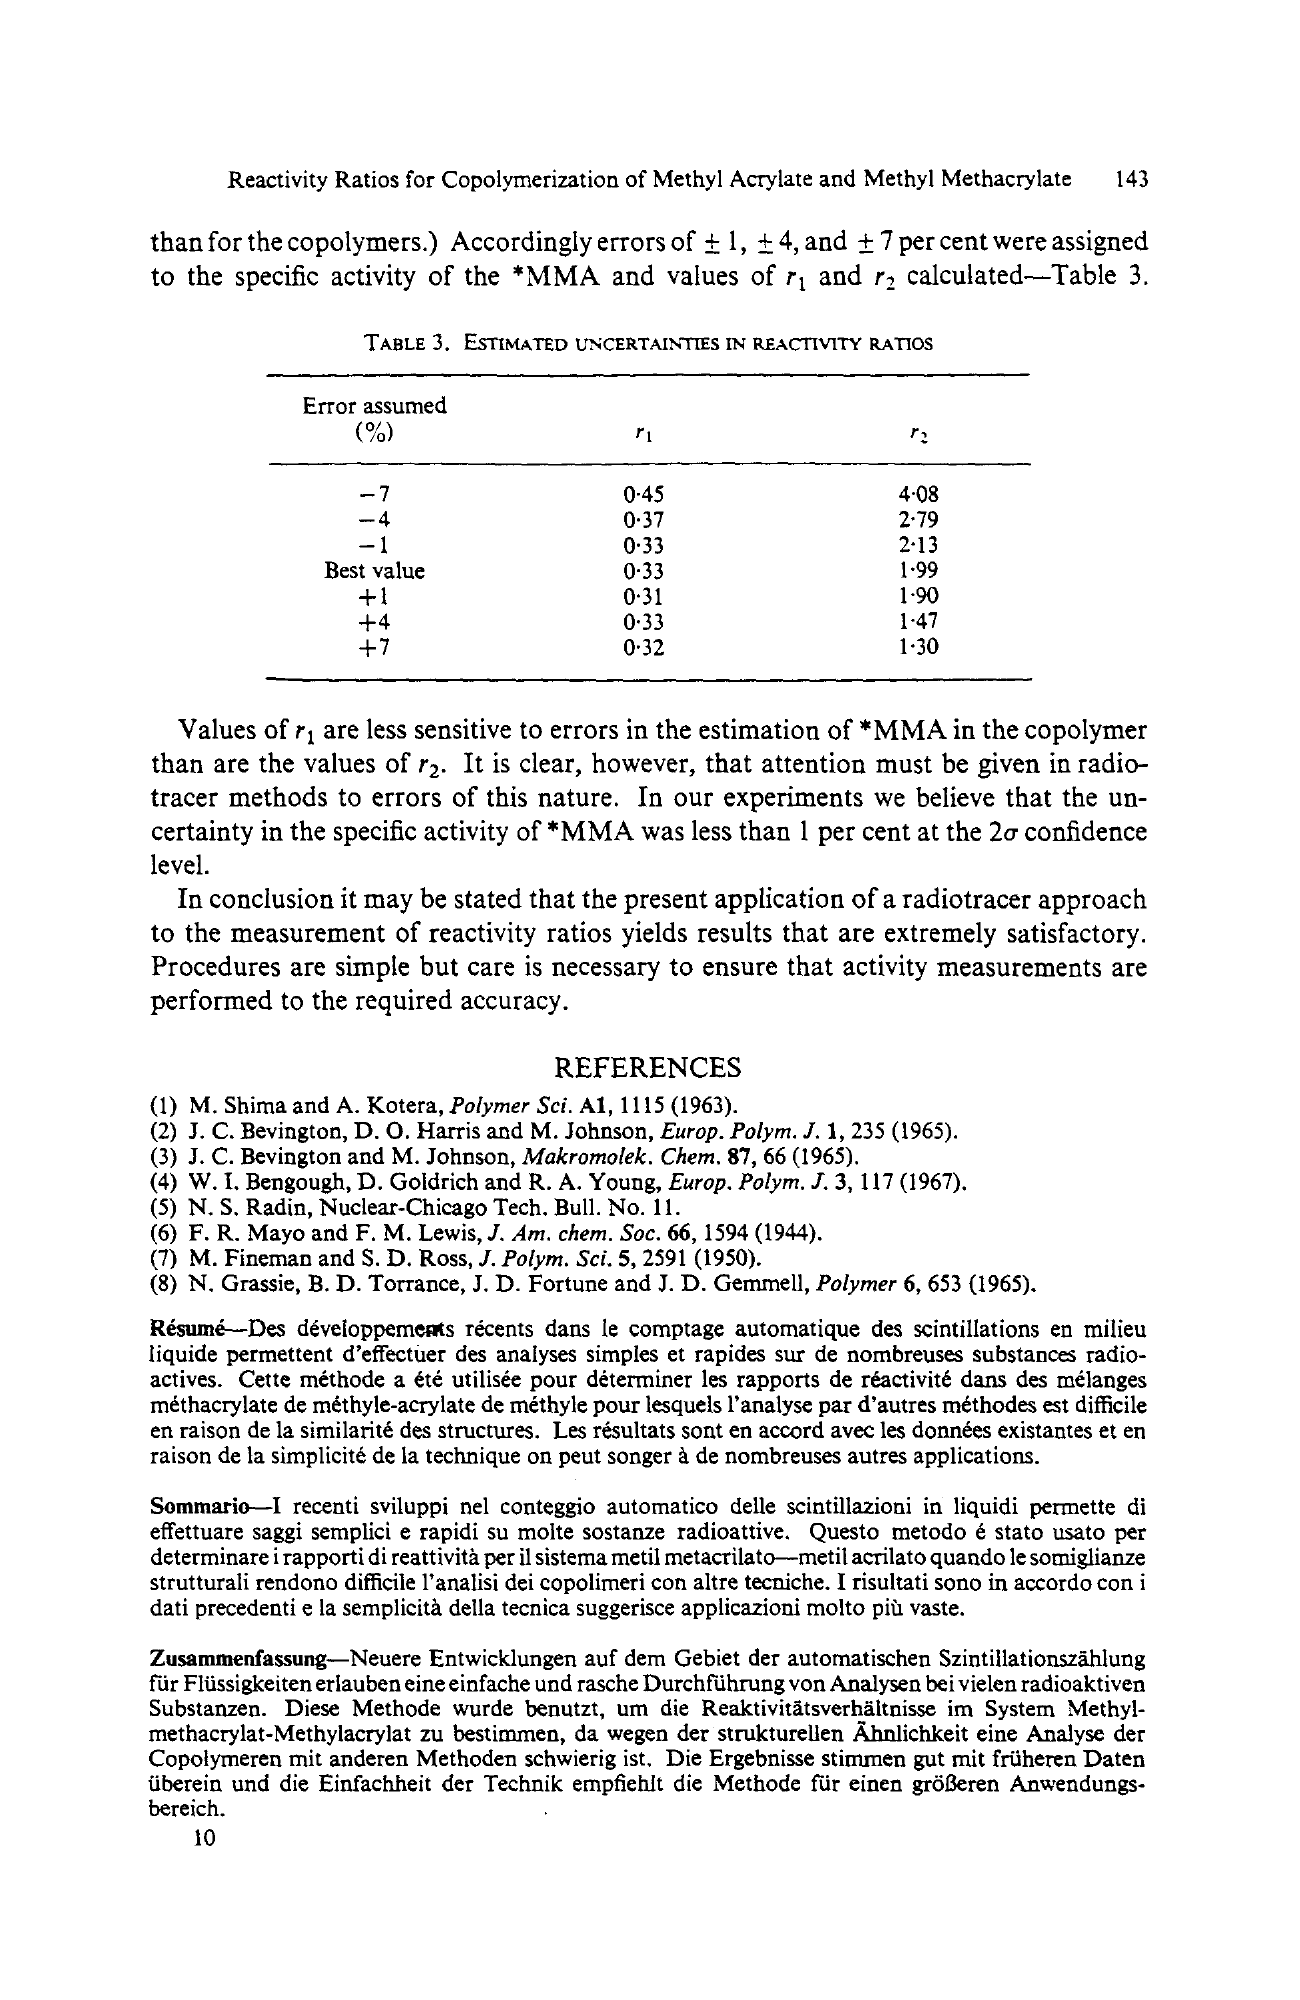 Reactivity Ratios for Copolymerization of Methyl Acrylate and Methyl Methacrylate 143
than for the copolymers.) Accordingly errors of ± 1, ± 4, and ± 7 per cent were assigned
to the specific activity of the *MMA and values of r₁ and r₂ calculated—Table 3.
TABLE 3. ESTIMATED UNCERTAINTIES IN REACTIVITY RATIOS
Error assumed
(%) r₁ r₂
−7 0·45 4·08
−4 0·37 2·79
−1 0·33 2·13
Best value 0·33 1·99
+1 0·31 1·90
+4 0·33 1·47
+7 0·32 1·30
Values of r₁ are less sensitive to errors in the estimation of *MMA in the copolymer
than are the values of r₂. It is clear, however, that attention must be given in radio-
tracer methods to errors of this nature. In our experiments we believe that the un-
certainty in the specific activity of *MMA was less than 1 per cent at the 2σ confidence
level.
In conclusion it may be stated that the present application of a radiotracer approach
to the measurement of reactivity ratios yields results that are extremely satisfactory.
Procedures are simple but care is necessary to ensure that activity measurements are
performed to the required accuracy.
REFERENCES
(1) M. Shima and A. Kotera, Polymer Sci. A1, 1115 (1963).
(2) J. C. Bevington, D. O. Harris and M. Johnson, Europ. Polym. J. 1, 235 (1965).
(3) J. C. Bevington and M. Johnson, Makromolek. Chem. 87, 66 (1965).
(4) W. I. Bengough, D. Goldrich and R. A. Young, Europ. Polym. J. 3, 117 (1967).
(5) N. S. Radin, Nuclear-Chicago Tech. Bull. No. 11.
(6) F. R. Mayo and F. M. Lewis, J. Am. chem. Soc. 66, 1594 (1944).
(7) M. Fineman and S. D. Ross, J. Polym. Sci. 5, 2591 (1950).
(8) N. Grassie, B. D. Torrance, J. D. Fortune and J. D. Gemmell, Polymer 6, 653 (1965).
Résumé—Des développements récents dans le comptage automatique des scintillations en milieu
liquide permettent d'effectuer des analyses simples et rapides sur de nombreuses substances radio-
actives. Cette méthode a été utilisée pour déterminer les rapports de réactivité dans des mélanges
méthacrylate de méthyle-acrylate de méthyle pour lesquels l'analyse par d'autres méthodes est difficile
en raison de la similarité des structures. Les résultats sont en accord avec les données existantes et en
raison de la simplicité de la technique on peut songer à de nombreuses autres applications.
Sommario—I recenti sviluppi nel conteggio automatico delle scintillazioni in liquidi permette di
effettuare saggi semplici e rapidi su molte sostanze radioattive. Questo metodo é stato usato per
determinare i rapporti di reattività per il sistema metil metacrilato—metil acrilato quando le somiglianze
strutturali rendono difficile l'analisi dei copolimeri con altre tecniche. I risultati sono in accordo con i
dati precedenti e la semplicità della tecnica suggerisce applicazioni molto più vaste.
Zusammenfassung—Neuere Entwicklungen auf dem Gebiet der automatischen Szintillationszählung
für Flüssigkeiten erlauben eine einfache und rasche Durchführung von Analysen bei vielen radioaktiven
Substanzen. Diese Methode wurde benutzt, um die Reaktivitätsverhältnisse im System Methyl-
methacrylat-Methylacrylat zu bestimmen, da wegen der strukturellen Ähnlichkeit eine Analyse der
Copolymeren mit anderen Methoden schwierig ist. Die Ergebnisse stimmen gut mit früheren Daten
überein und die Einfachheit der Technik empfiehlt die Methode für einen größeren Anwendungs-
bereich.
10